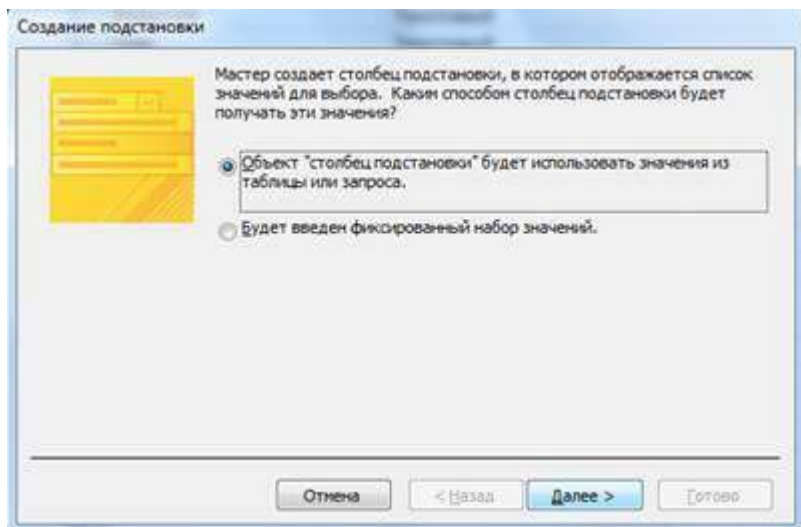 Создание подстановки
Мастер создает столбец подстановки, в котором отображается список
значений для выбора. Каким способом столбец подстановки будет
получать эти значения?
Объект "столбец подстановки" будет использовать значения из
таблицы или запроса.
Будет введен фиксированный набор значений.
Отмена
< Назад
Далее >
Готово